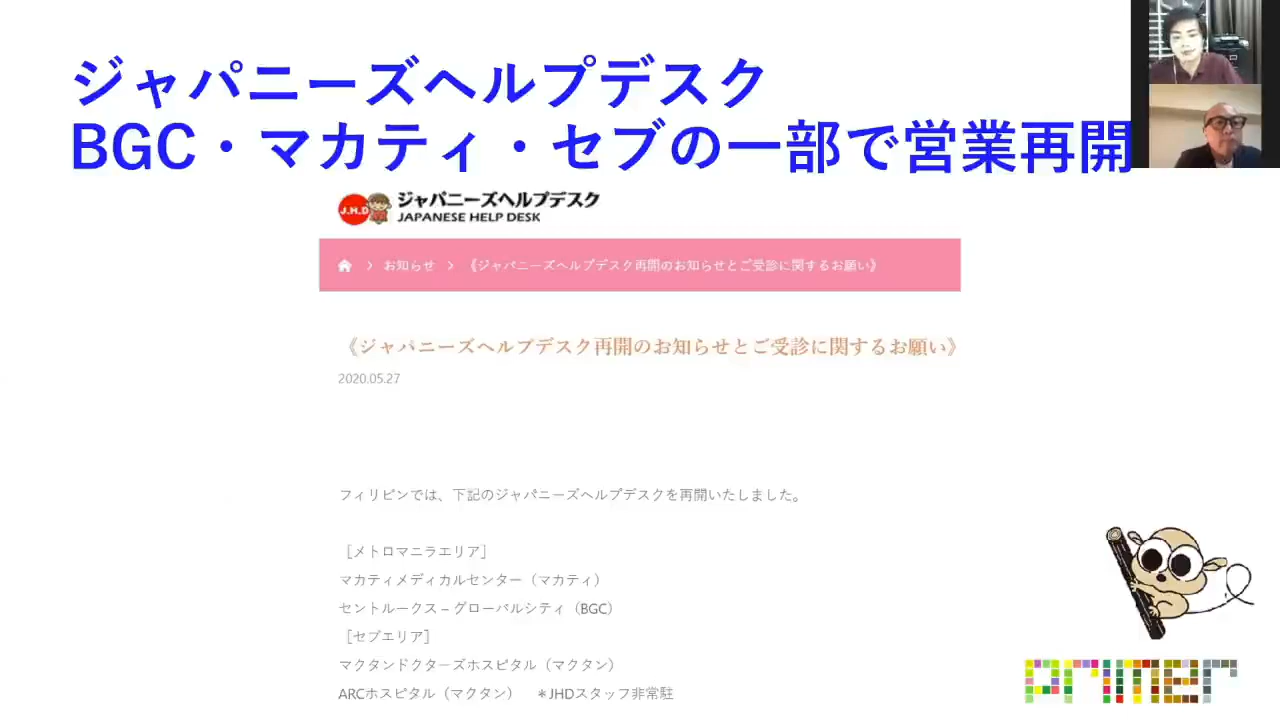 ジャパニーズヘルプデスク
BGC・マカティ・セブの一部で営業再開
J.H.D
ジャパニーズヘルプデスク
JAPANESE HELP DESK
お知らせ
《ジャパニーズヘルプデスク再開のお知らせとご受診に関するお願い》
《ジャパニーズヘルプデスク再開のお知らせとご受診に関するお願い》
2020.05.27
フィリピンでは、下記のジャパニーズヘルプデスクを再開いたしました。
［メトロマニラエリア］
マカティメディカルセンター（マカティ）
セントルークス – グローバルシティ（BGC）
［セブエリア］
マクタンドクターズホスピタル（マクタン）
ARCホスピタル（マクタン）　＊JHDスタッフ非常駐
primer